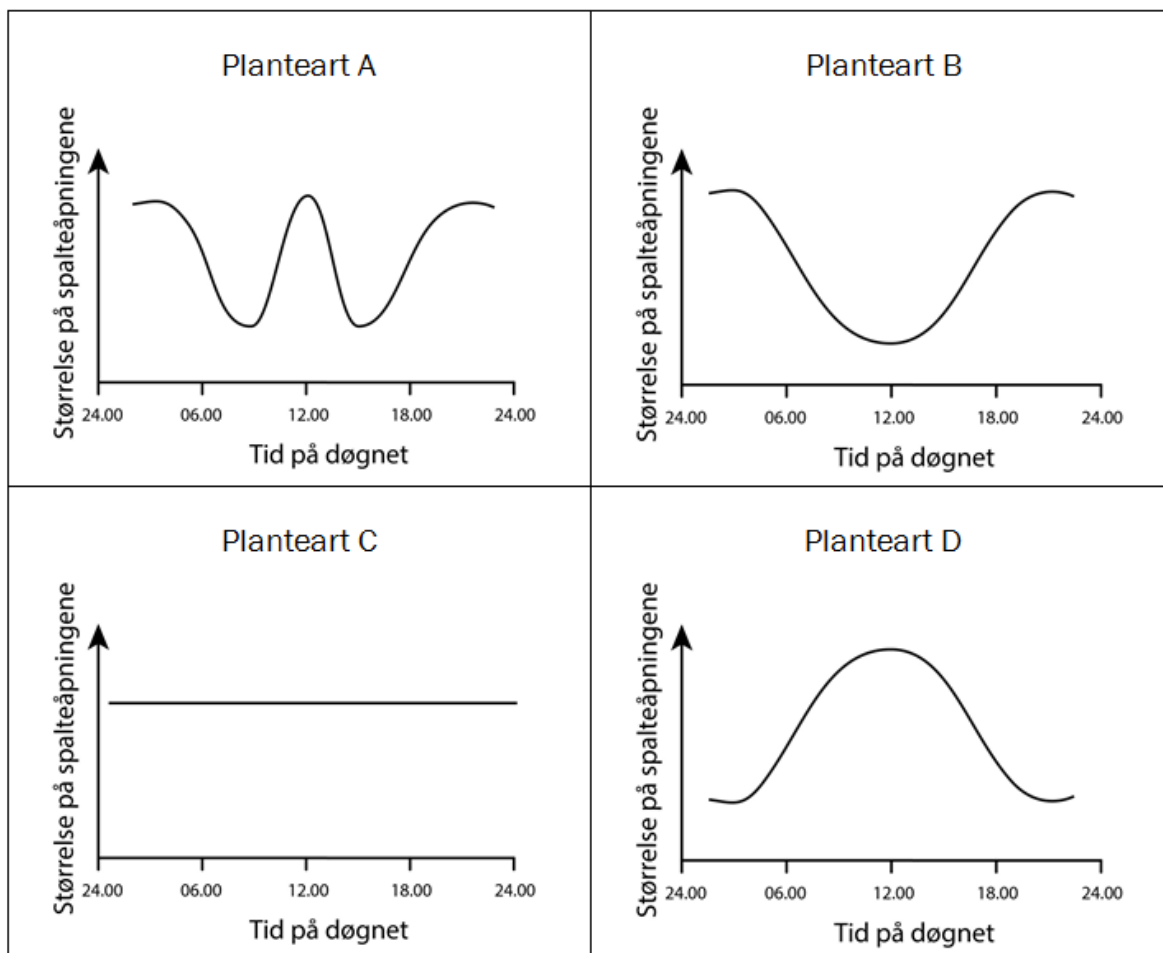 Planteart A
Størrelse på spalteåpningene
24.00 06.00 12.00 18.00 24.00
Tid på døgnet
Planteart B
Størrelse på spalteåpningene
24.00 06.00 12.00 18.00 24.00
Tid på døgnet
Planteart C
Størrelse på spalteåpningene
24.00 06.00 12.00 18.00 24.00
Tid på døgnet
Planteart D
Størrelse på spalteåpningene
24.00 06.00 12.00 18.00 24.00
Tid på døgnet